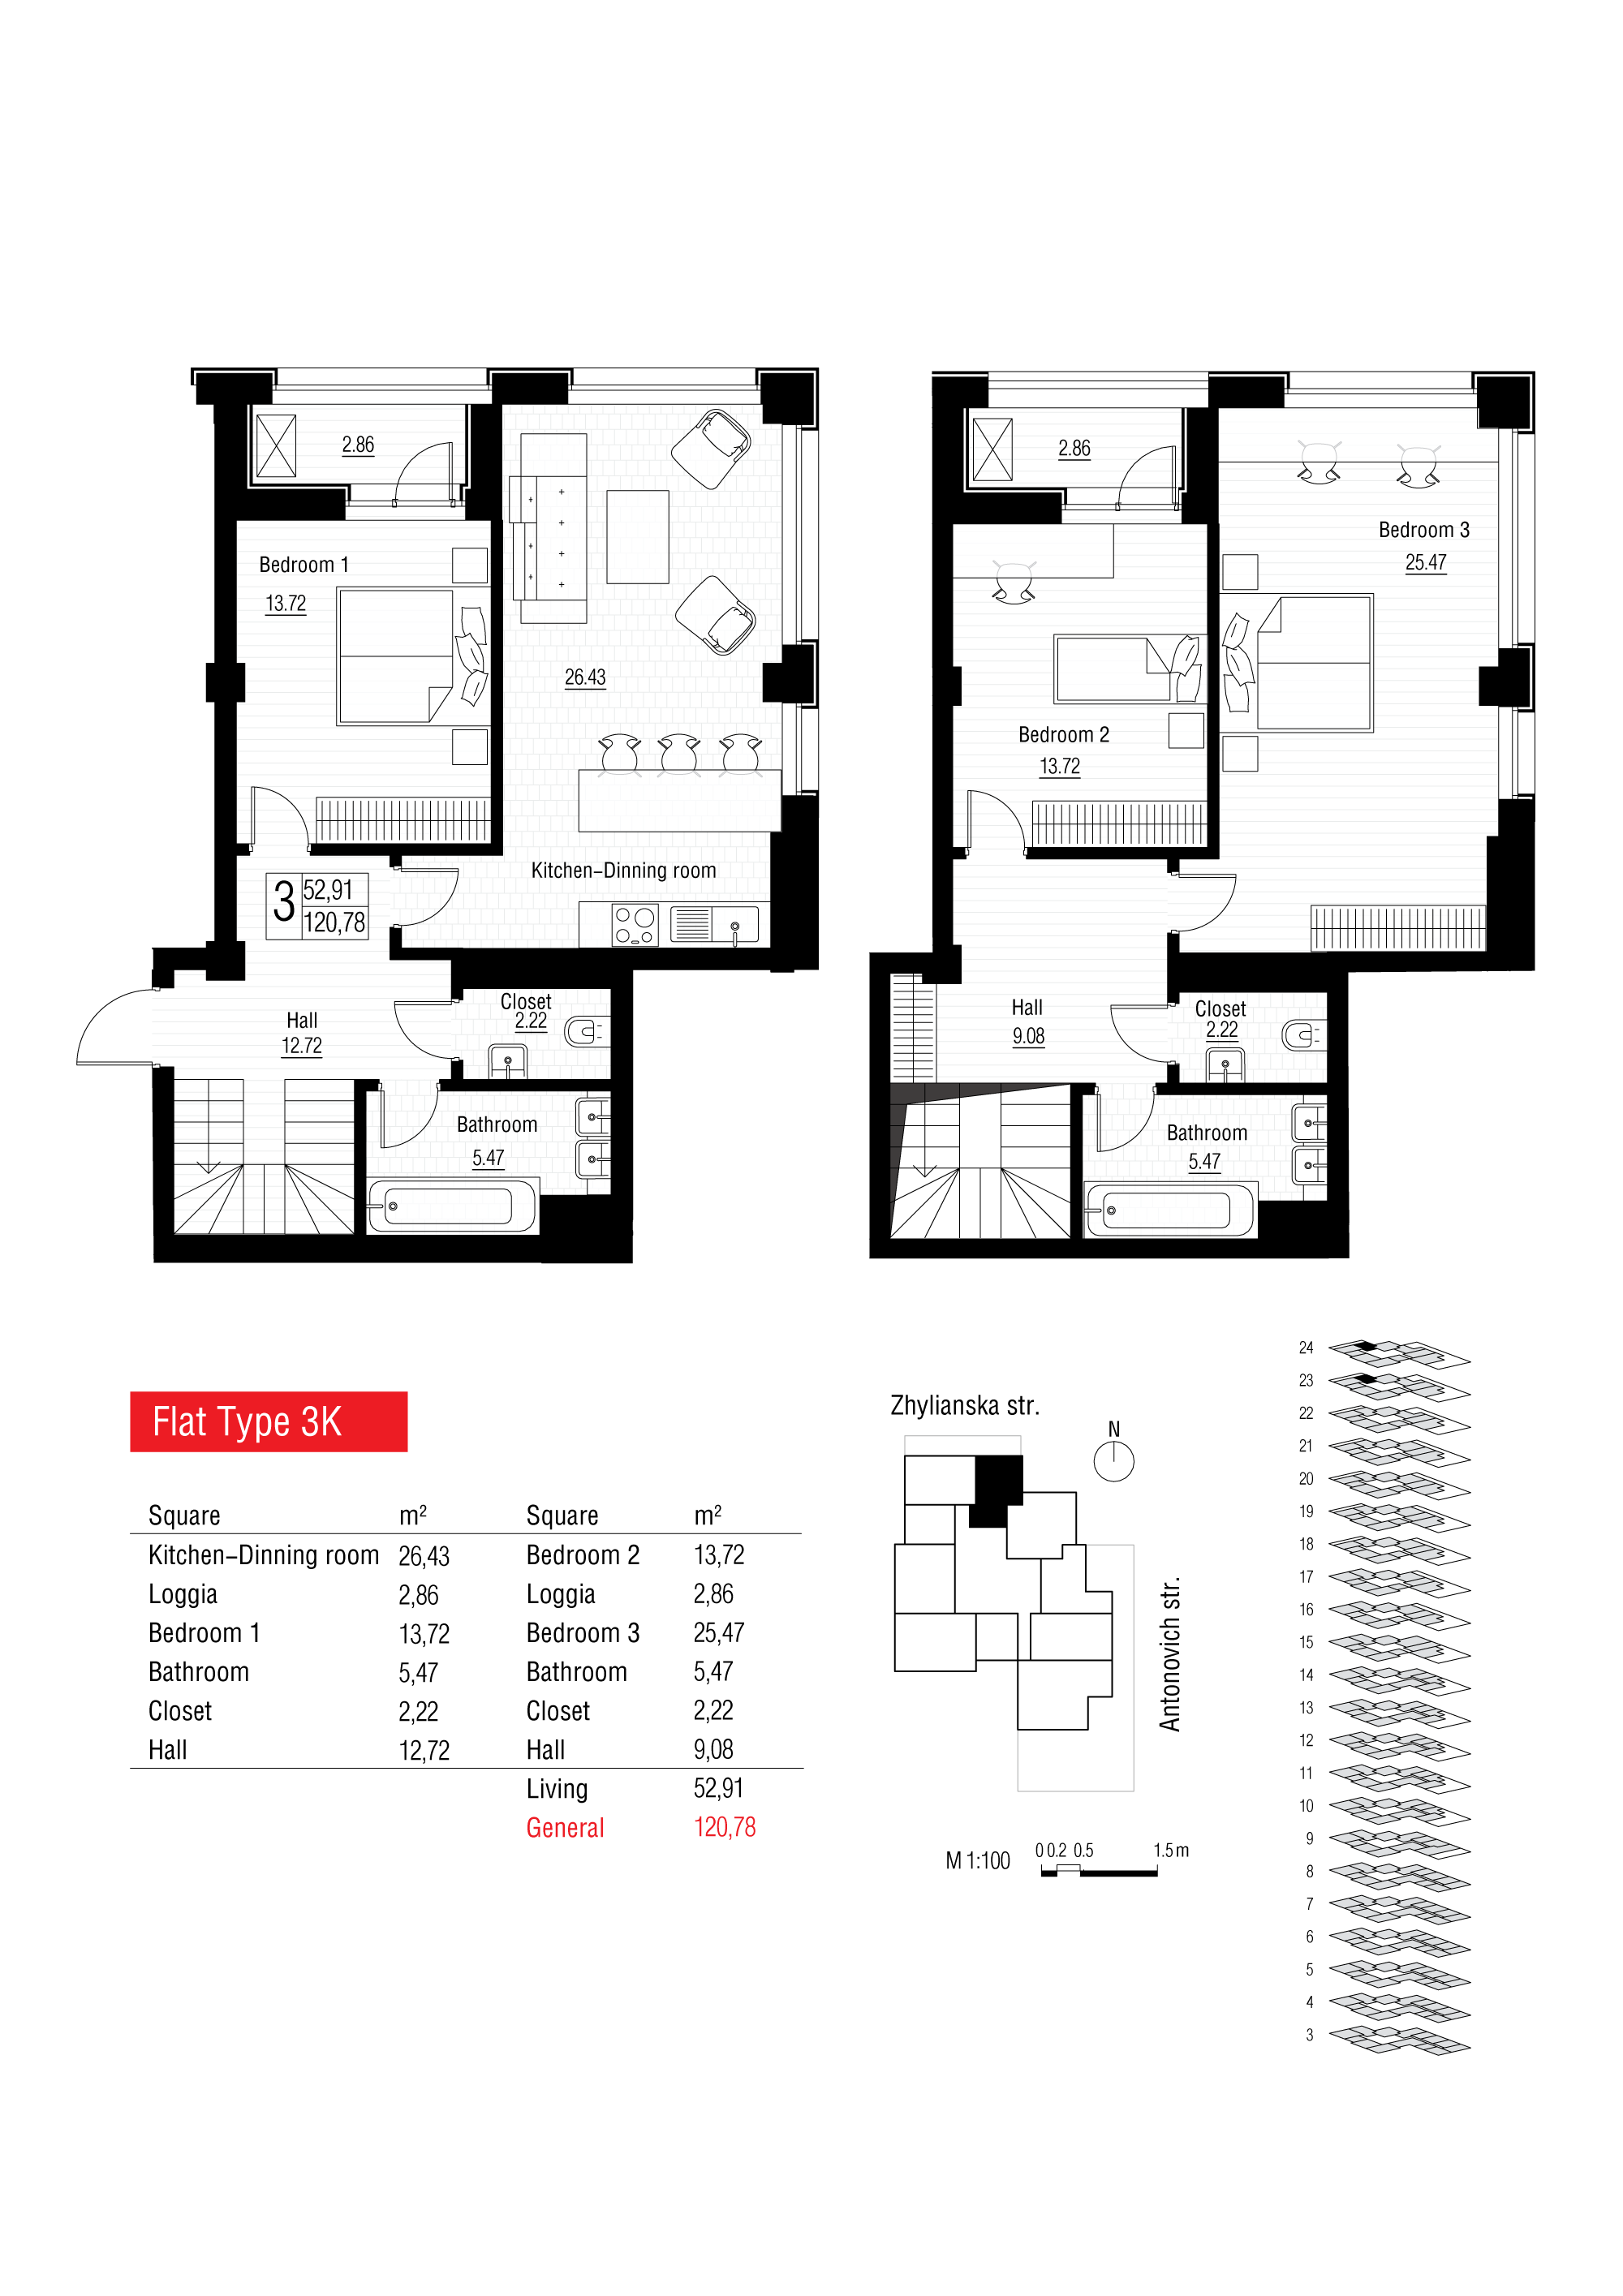 2.86
Bedroom 1
13.72
26.43
Kitchen–Dinning room
3
52,91
120,78
Hall
12.72
Closet
2.22
Bathroom
5.47
2.86
Bedroom 3
25.47
Bedroom 2
13.72
Hall
9.08
Closet
2.22
Bathroom
5.47
Flat Type 3K
Square m² Square m²
Kitchen–Dinning room 26,43 Bedroom 2 13,72
Loggia 2,86 Loggia 2,86
Bedroom 1 13,72 Bedroom 3 25,47
Bathroom 5,47 Bathroom 5,47
Closet 2,22 Closet 2,22
Hall 12,72 Hall 9,08
Living 52,91
General 120,78
Zhylianska str.
N
Antonovich str.
M 1:100
0 0.2 0.5 1.5 m
24
23
22
21
20
19
18
17
16
15
14
13
12
11
10
9
8
7
6
5
4
3